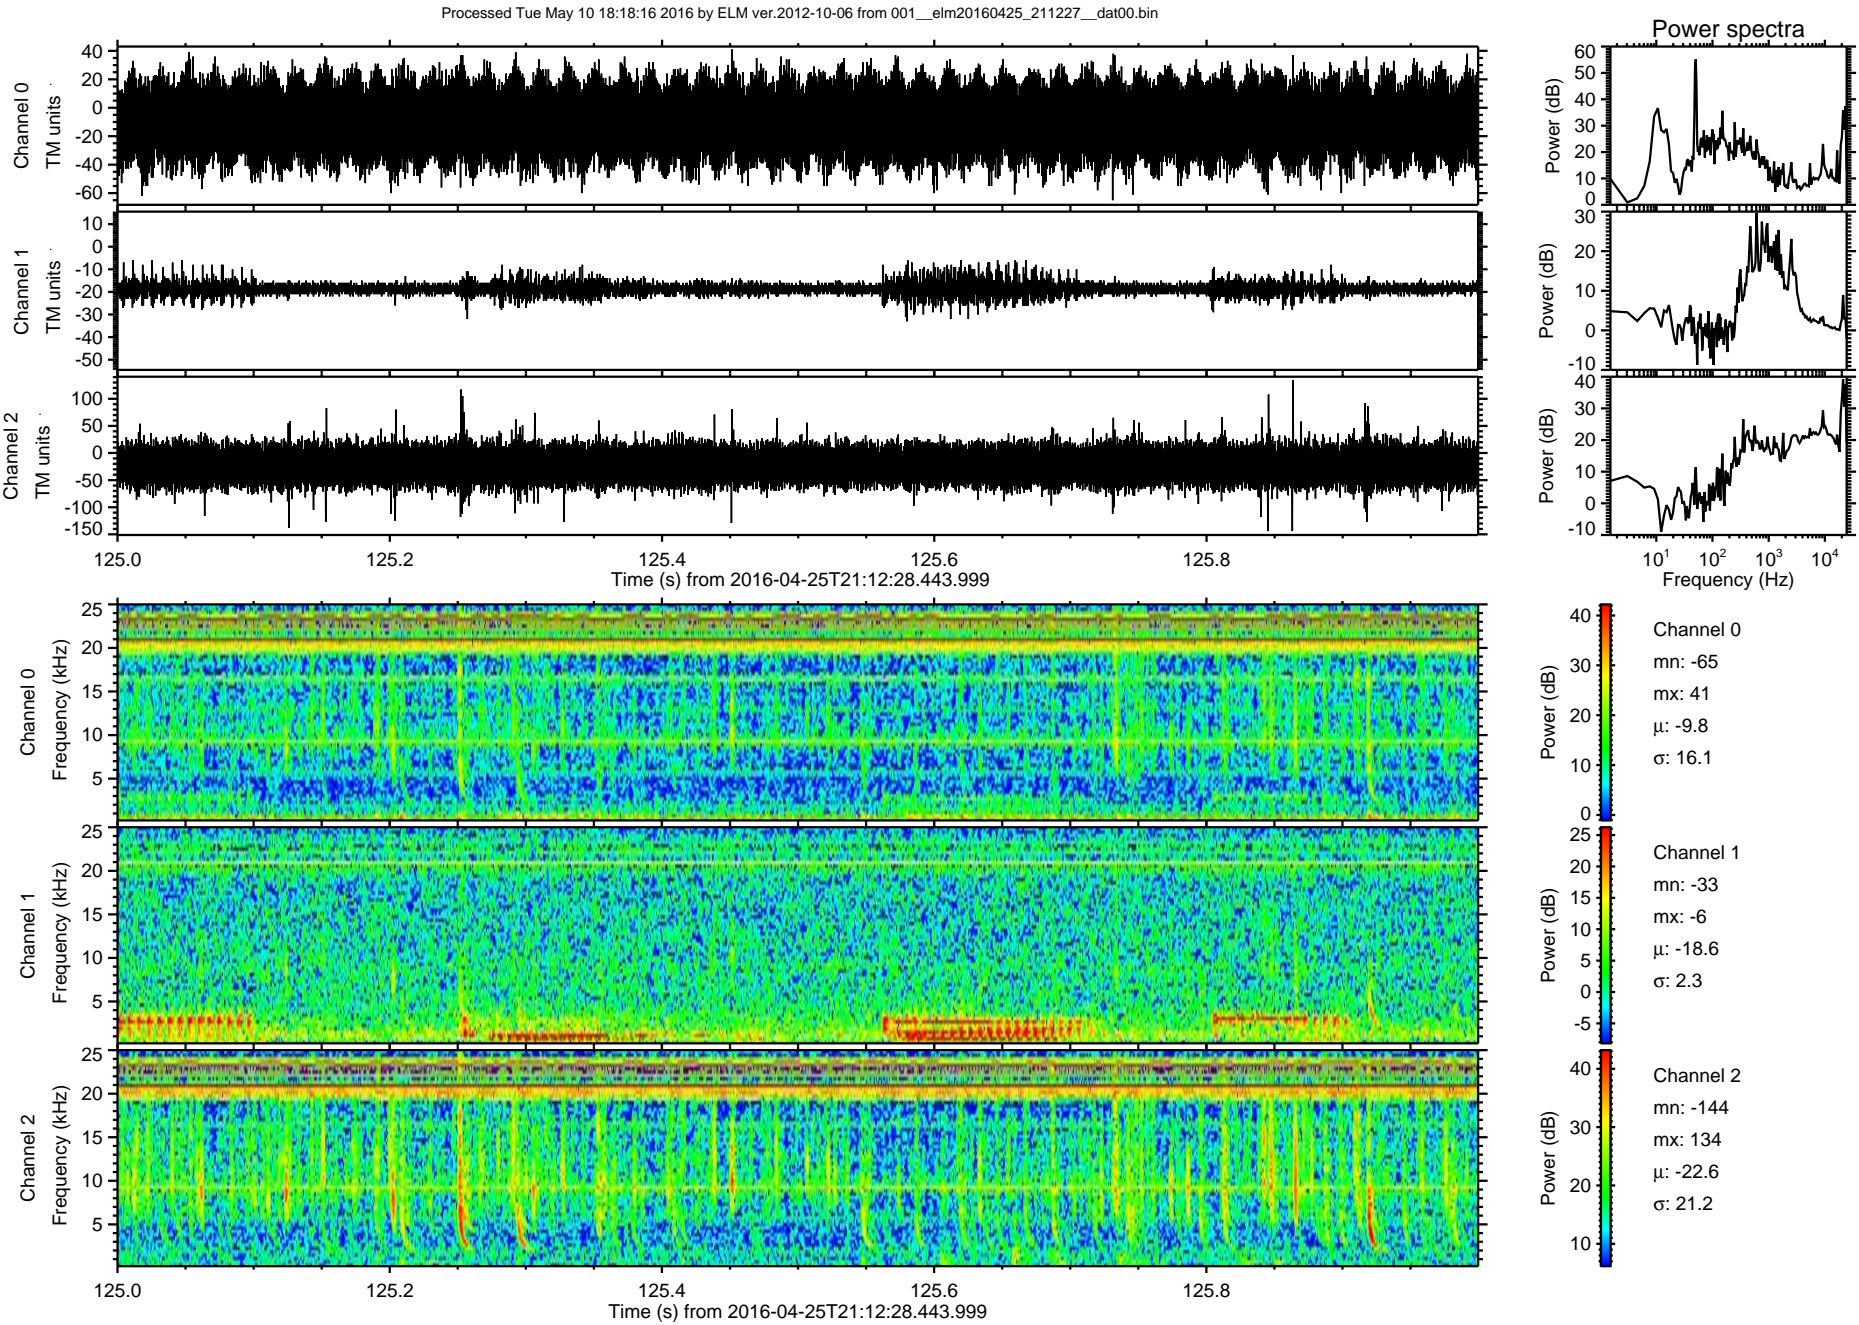 Processed Tue May 10 18:18:16 2016 by ELM ver.2012-10-06 from 001__elm20160425_211227__dat00.bin
Power spectra
Channel 0
TM units
40
20
0
-20
-40
-60
Power (dB)
60
50
40
30
20
10
0
Channel 1
TM units
10
0
-10
-20
-30
-40
-50
Power (dB)
30
20
10
0
-10
Channel 2
TM units
100
50
0
-50
-100
-150
Power (dB)
40
30
20
10
0
-10
125.0 125.2 125.4 125.6 125.8
Time (s) from 2016-04-25T21:12:28.443.999
10¹ 10² 10³ 10⁴
Frequency (Hz)
Channel 0
Frequency (kHz)
25
20
15
10
5
Power (dB)
40
30
20
10
0
Channel 0
mn: -65
mx: 41
μ: -9.8
σ: 16.1
Channel 1
Frequency (kHz)
25
20
15
10
5
Power (dB)
25
20
15
10
5
0
-5
Channel 1
mn: -33
mx: -6
μ: -18.6
σ: 2.3
Channel 2
Frequency (kHz)
25
20
15
10
5
Power (dB)
40
30
20
10
Channel 2
mn: -144
mx: 134
μ: -22.6
σ: 21.2
125.0 125.2 125.4 125.6 125.8
Time (s) from 2016-04-25T21:12:28.443.999